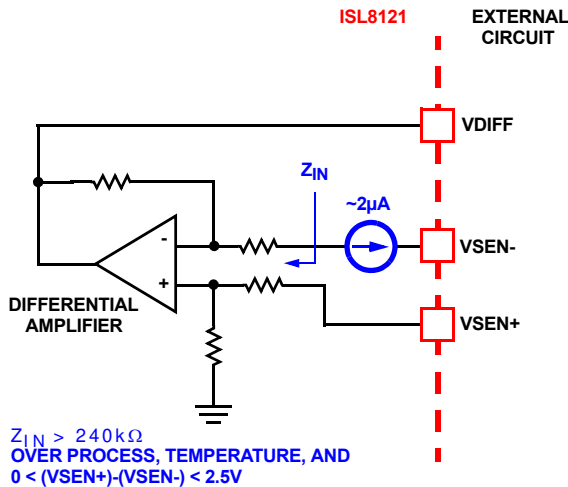 ISL8121
EXTERNAL
CIRCUIT
VDIFF
ZIN
~2µA
VSEN-
-
+
DIFFERENTIAL
AMPLIFIER
VSEN+
ZIN > 240kΩ
OVER PROCESS, TEMPERATURE, AND
0 < (VSEN+)-(VSEN-) < 2.5V